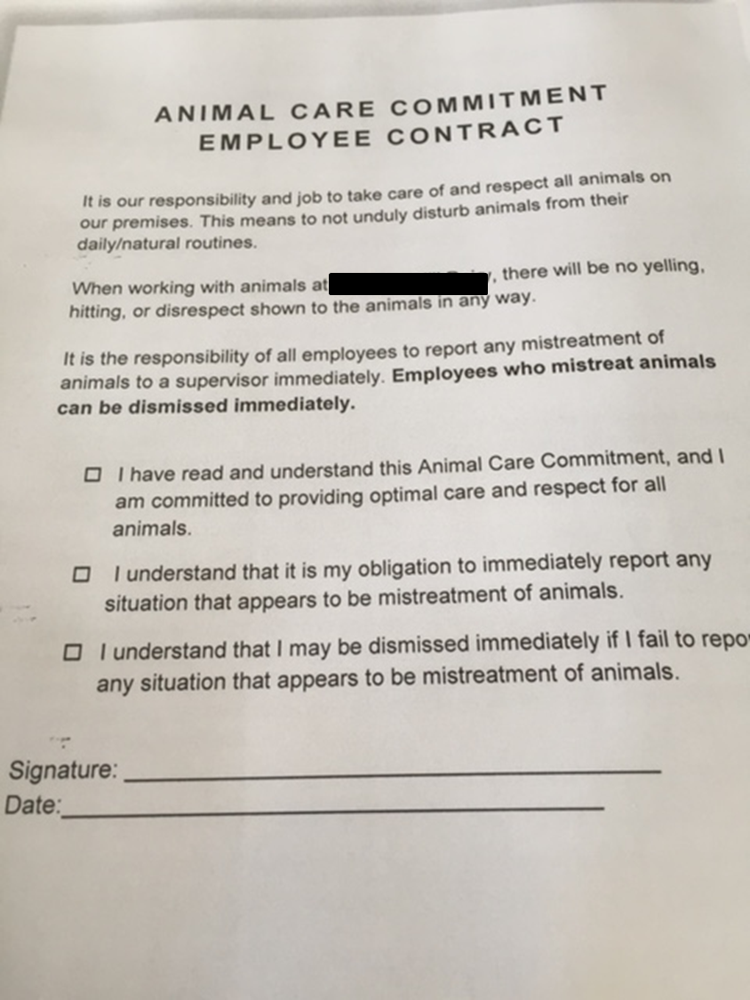 ANIMAL CARE COMMITMENT
EMPLOYEE CONTRACT
It is our responsibility and job to take care of and respect all animals on
our premises. This means to not unduly disturb animals from their
daily/natural routines.
When working with animals at , there will be no yelling,
hitting, or disrespect shown to the animals in any way.
It is the responsibility of all employees to report any mistreatment of
animals to a supervisor immediately. Employees who mistreat animals
can be dismissed immediately.
I have read and understand this Animal Care Commitment, and I
am committed to providing optimal care and respect for all
animals.
I understand that it is my obligation to immediately report any
situation that appears to be mistreatment of animals.
I understand that I may be dismissed immediately if I fail to repo
any situation that appears to be mistreatment of animals.
Signature:
Date: